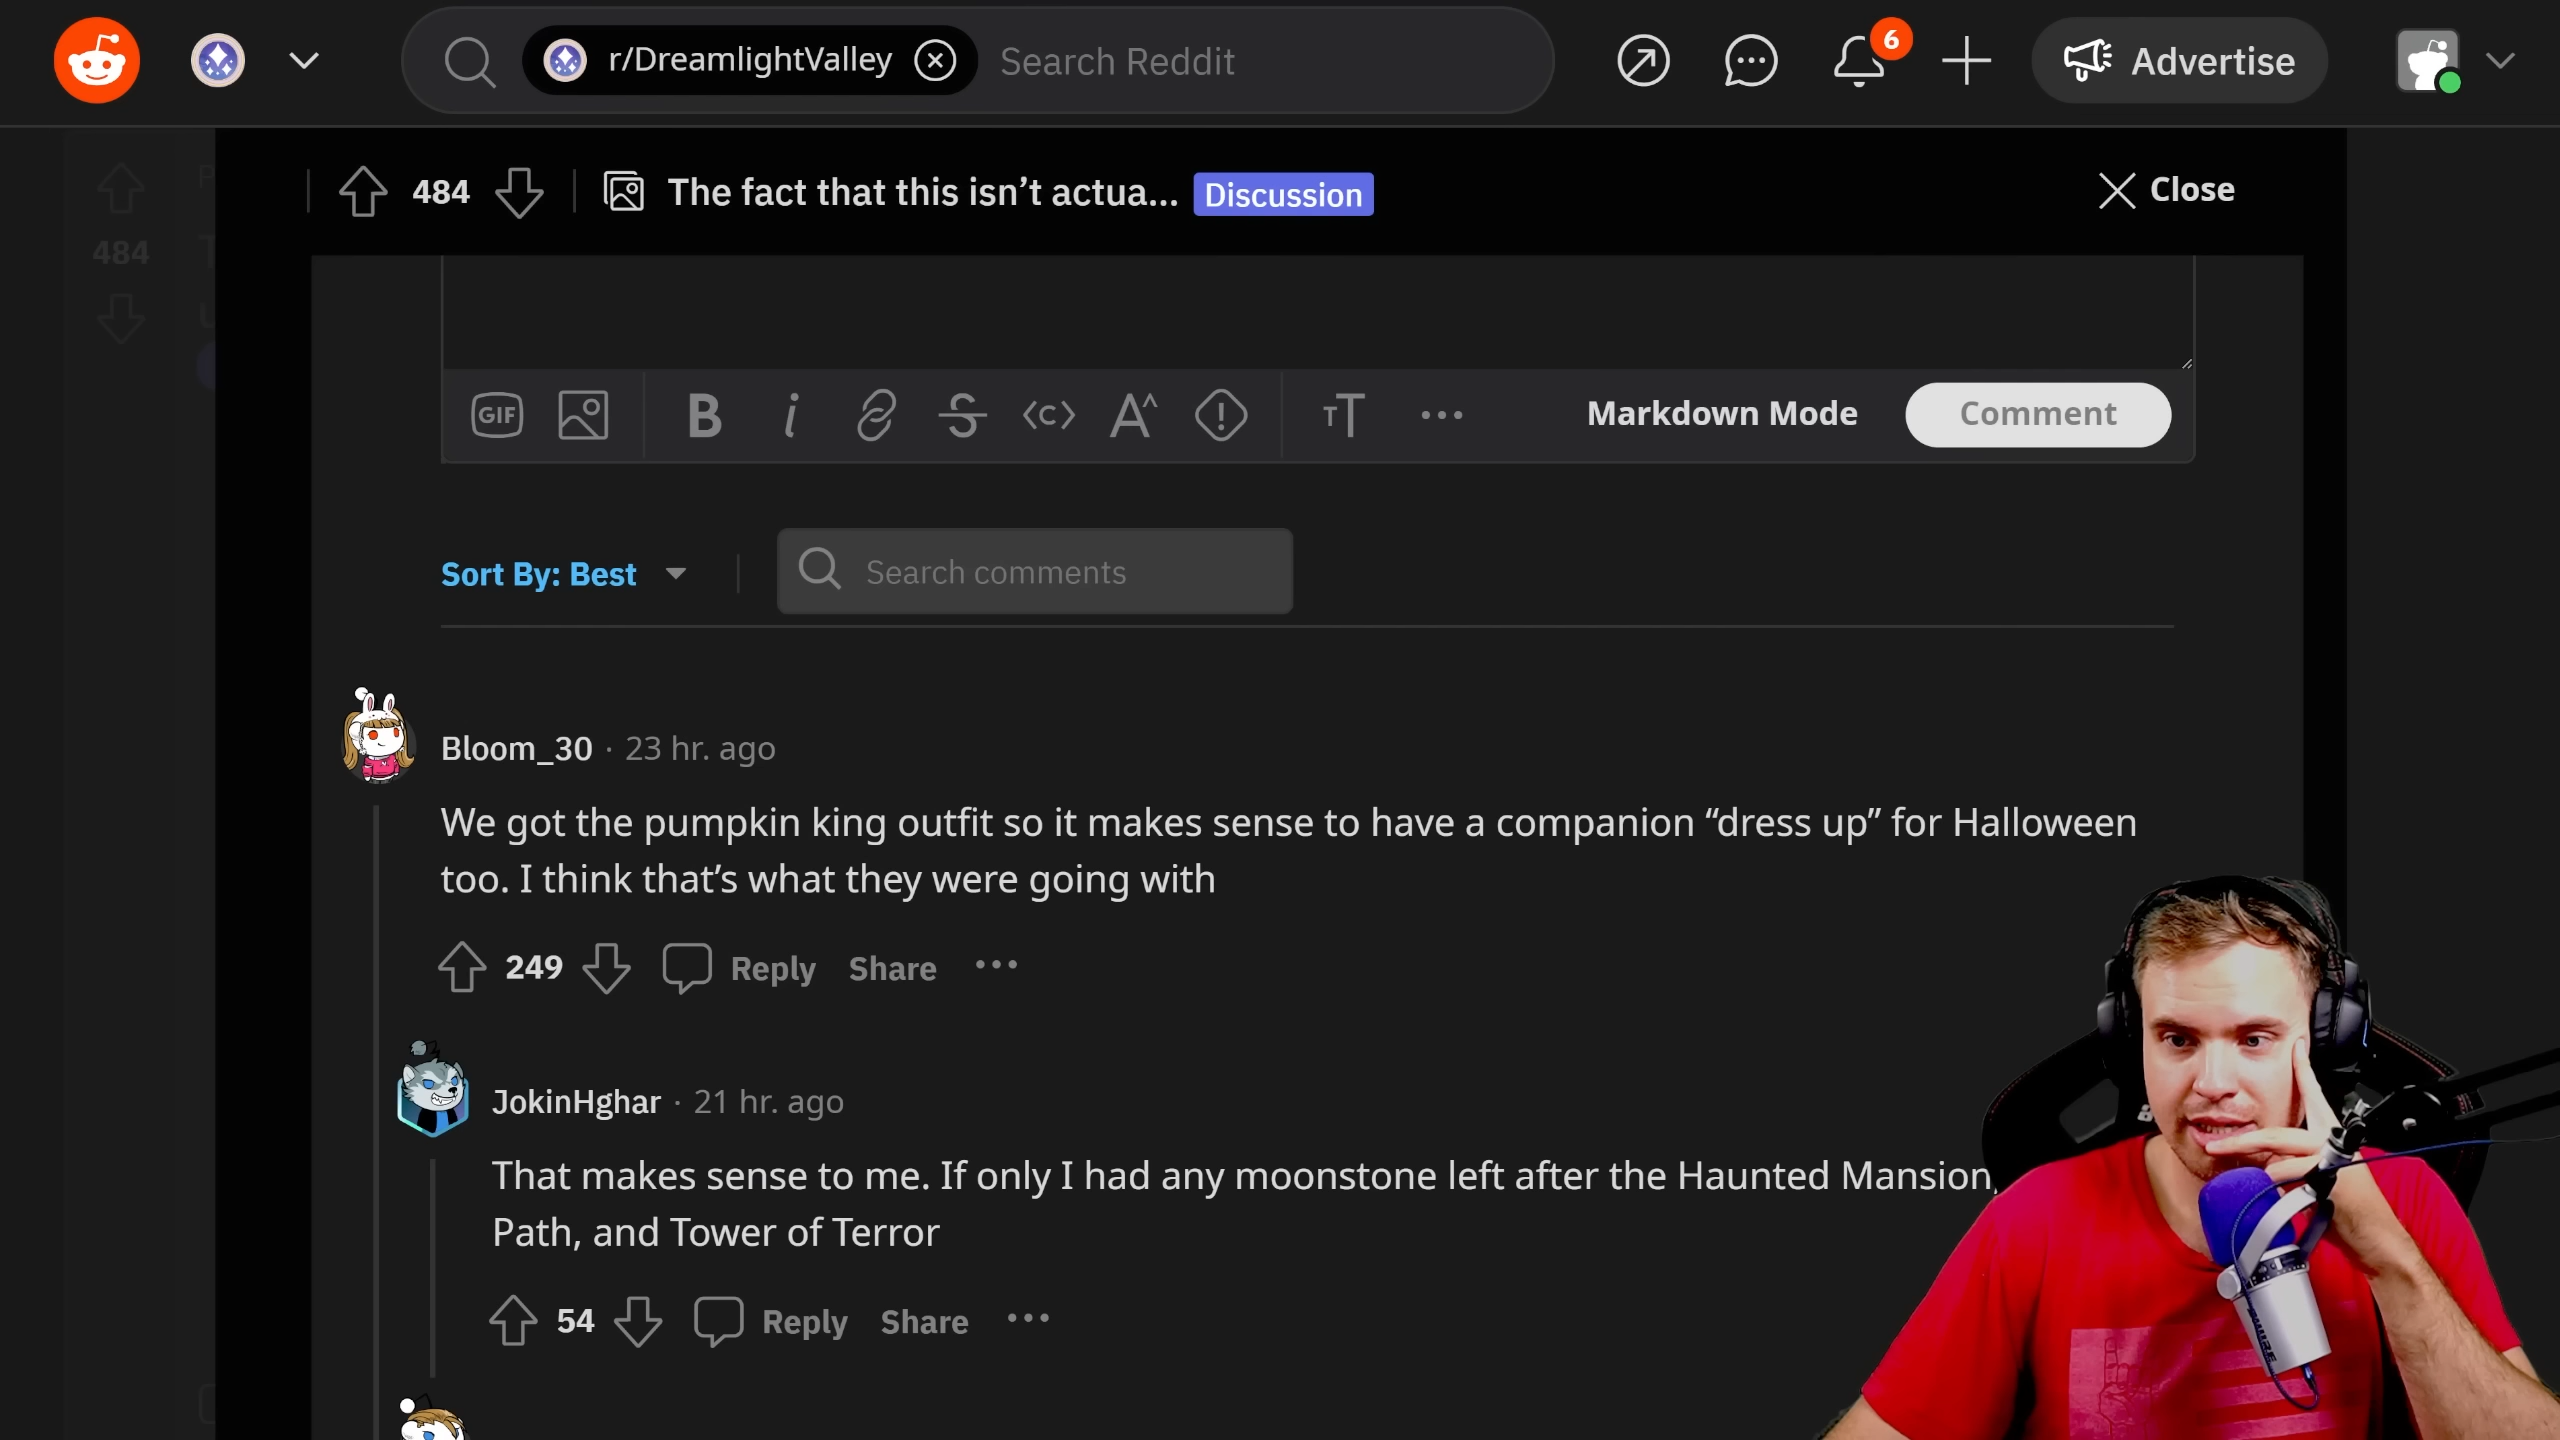 r/DreamlightValley Search Reddit 6 Advertise
484 The fact that this isn’t actua... Discussion Close
484
GIF B i S <c> A^ ! TT ... Markdown Mode Comment
Sort By: Best Search comments
Bloom_30 · 23 hr. ago
We got the pumpkin king outfit so it makes sense to have a companion “dress up” for Halloween
too. I think that’s what they were going with
249 Reply Share ...
JokinHghar · 21 hr. ago
That makes sense to me. If only I had any moonstone left after the Haunted Mansion,
Path, and Tower of Terror
54 Reply Share ...